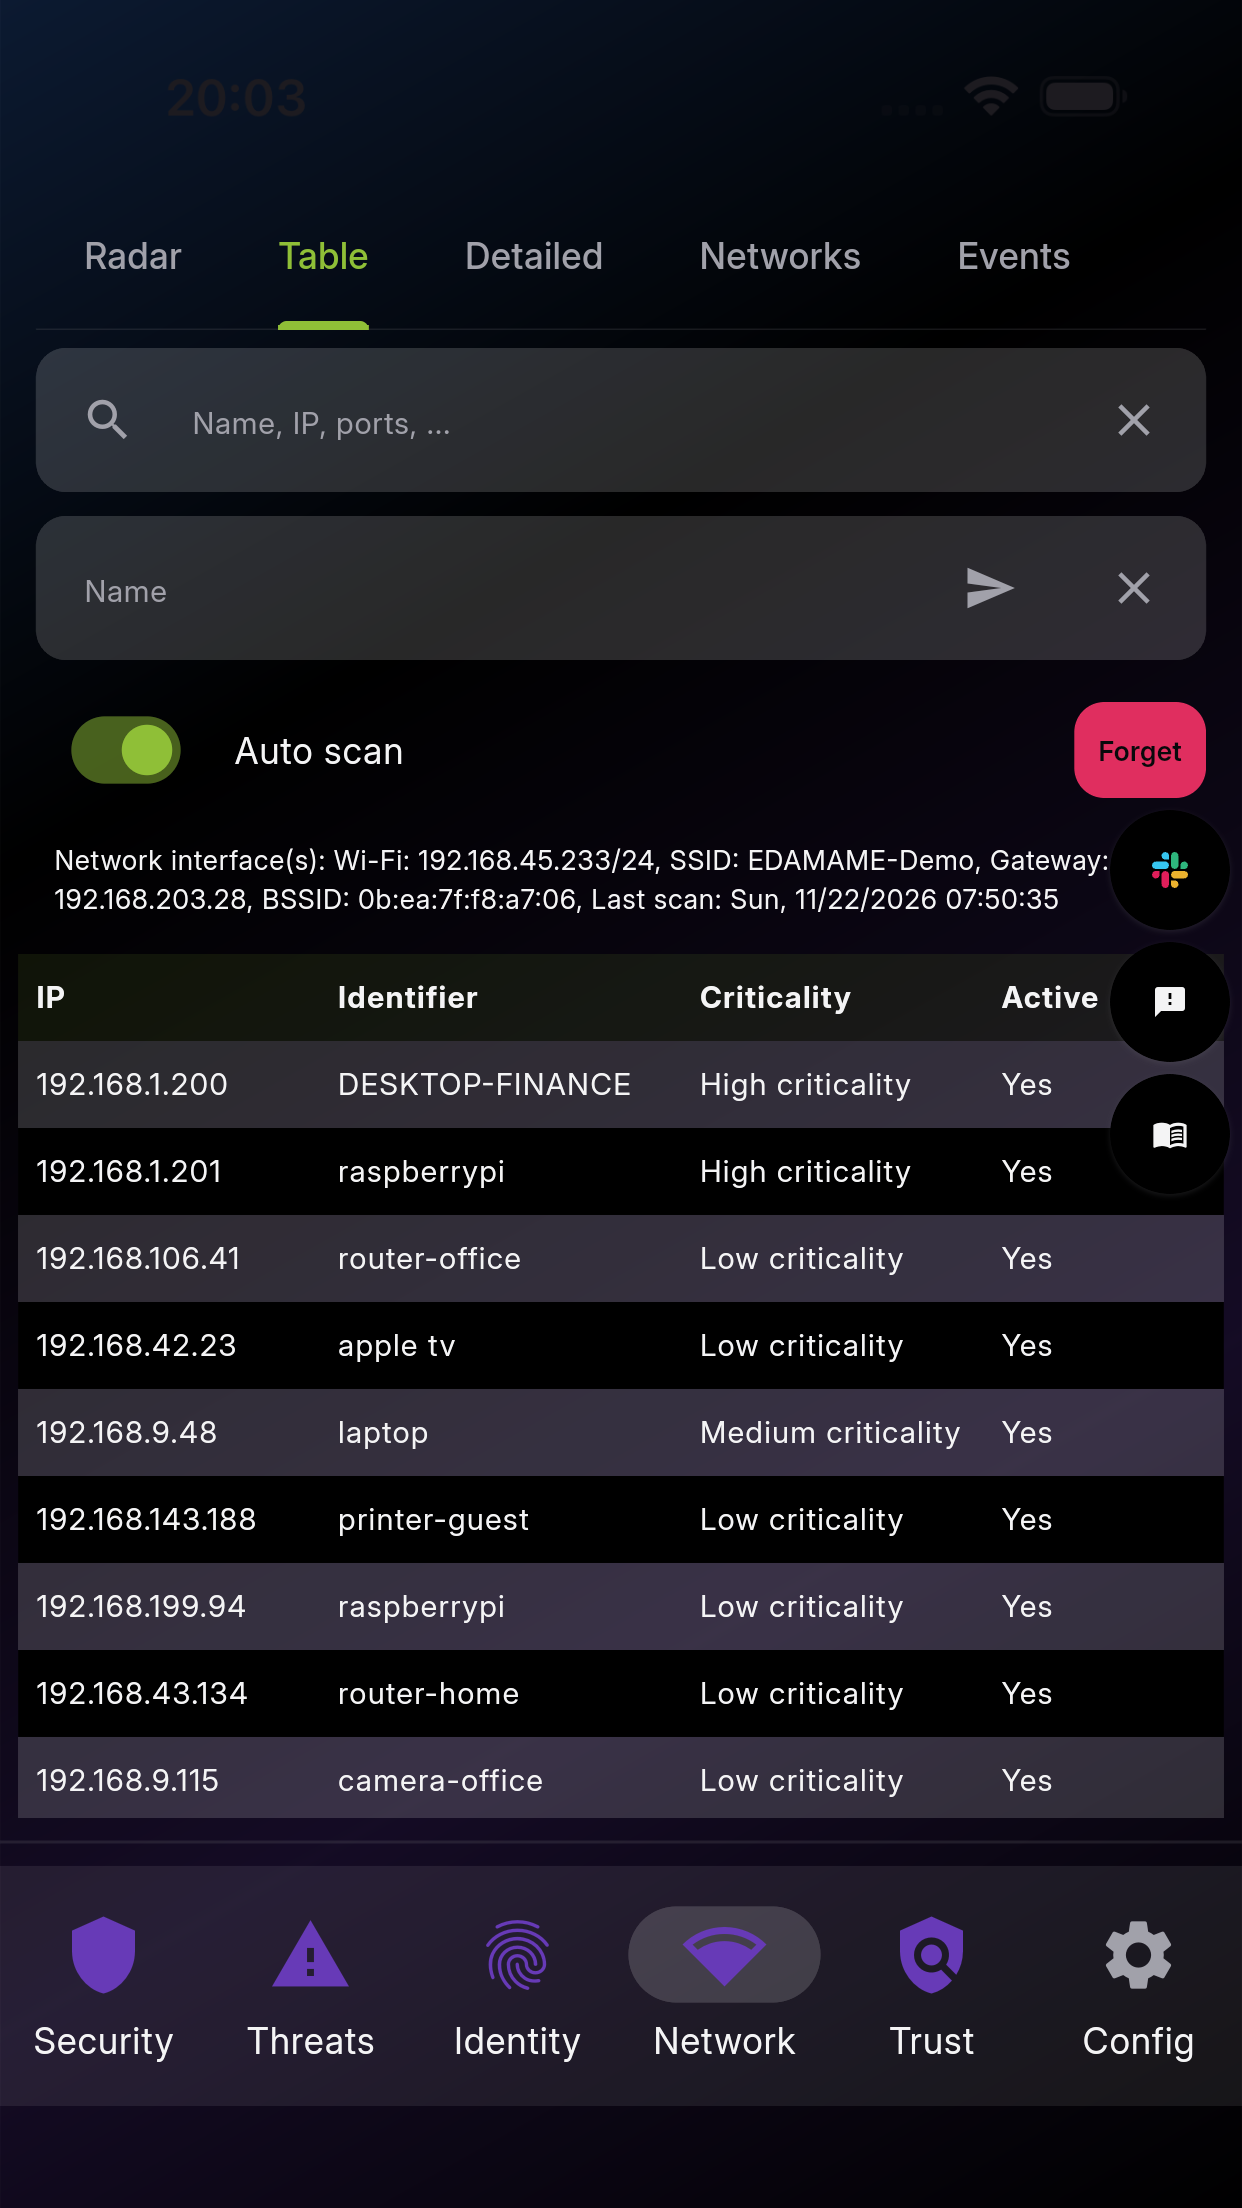 20:03
Radar Table Detailed Networks Events
Name, IP, ports, ...
Name
Auto scan
Forget
Network interface(s): Wi-Fi: 192.168.45.233/24, SSID: EDAMAME-Demo, Gateway:
192.168.203.28, BSSID: 0b:ea:7f:f8:a7:06, Last scan: Sun, 11/22/2026 07:50:35
IP Identifier Criticality Active
192.168.1.200 DESKTOP-FINANCE High criticality Yes
192.168.1.201 raspberrypi High criticality Yes
192.168.106.41 router-office Low criticality Yes
192.168.42.23 apple tv Low criticality Yes
192.168.9.48 laptop Medium criticality Yes
192.168.143.188 printer-guest Low criticality Yes
192.168.199.94 raspberrypi Low criticality Yes
192.168.43.134 router-home Low criticality Yes
192.168.9.115 camera-office Low criticality Yes
Security Threats Identity Network Trust Config